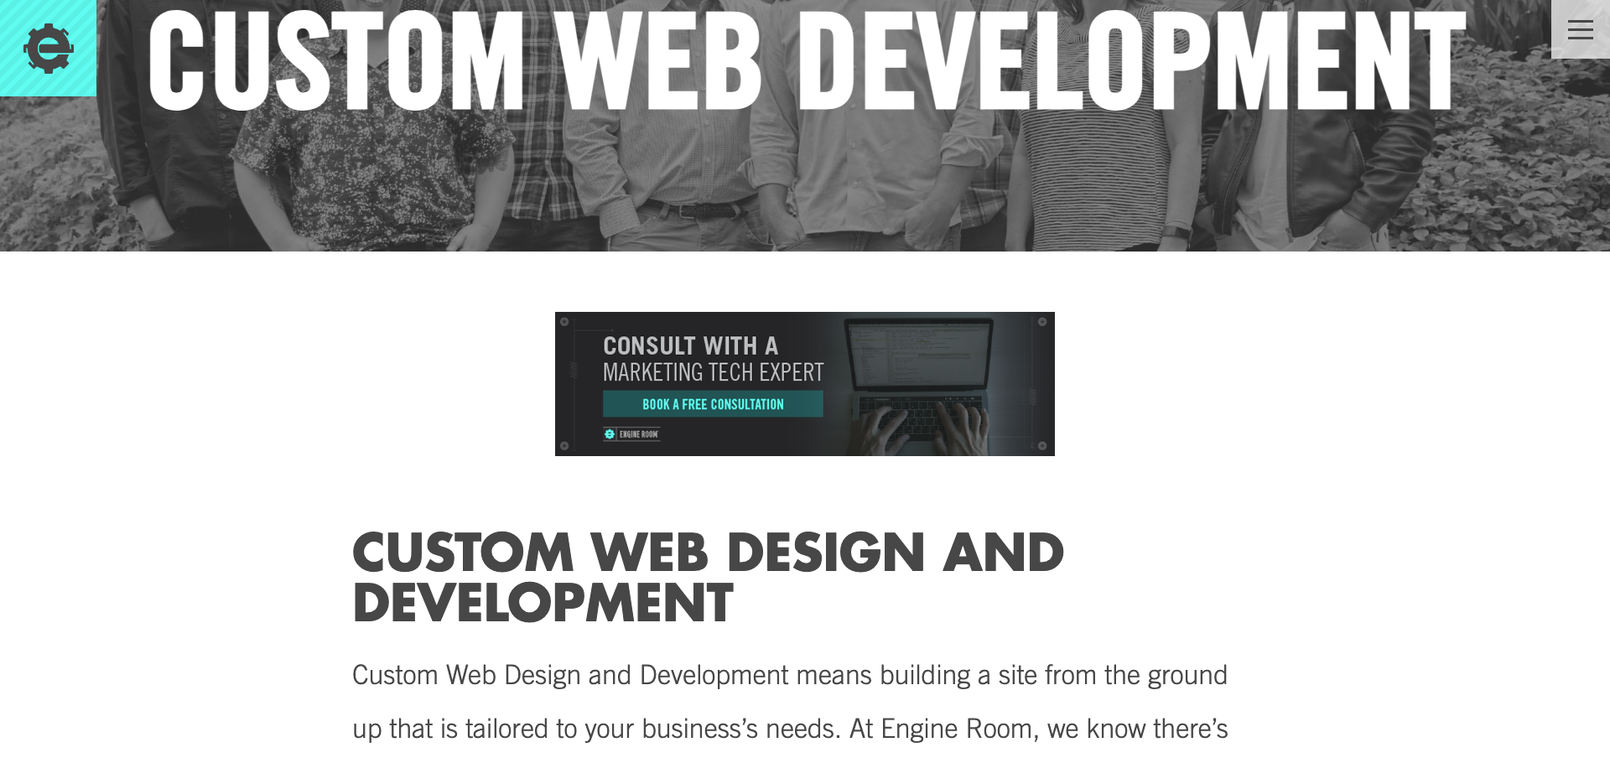 CUSTOM WEB DEVELOPMENT
CONSULT WITH A
MARKETING TECH EXPERT
BOOK A FREE CONSULTATION
ENGINE ROOM
CUSTOM WEB DESIGN AND
DEVELOPMENT
Custom Web Design and Development means building a site from the ground
up that is tailored to your business’s needs. At Engine Room, we know there’s